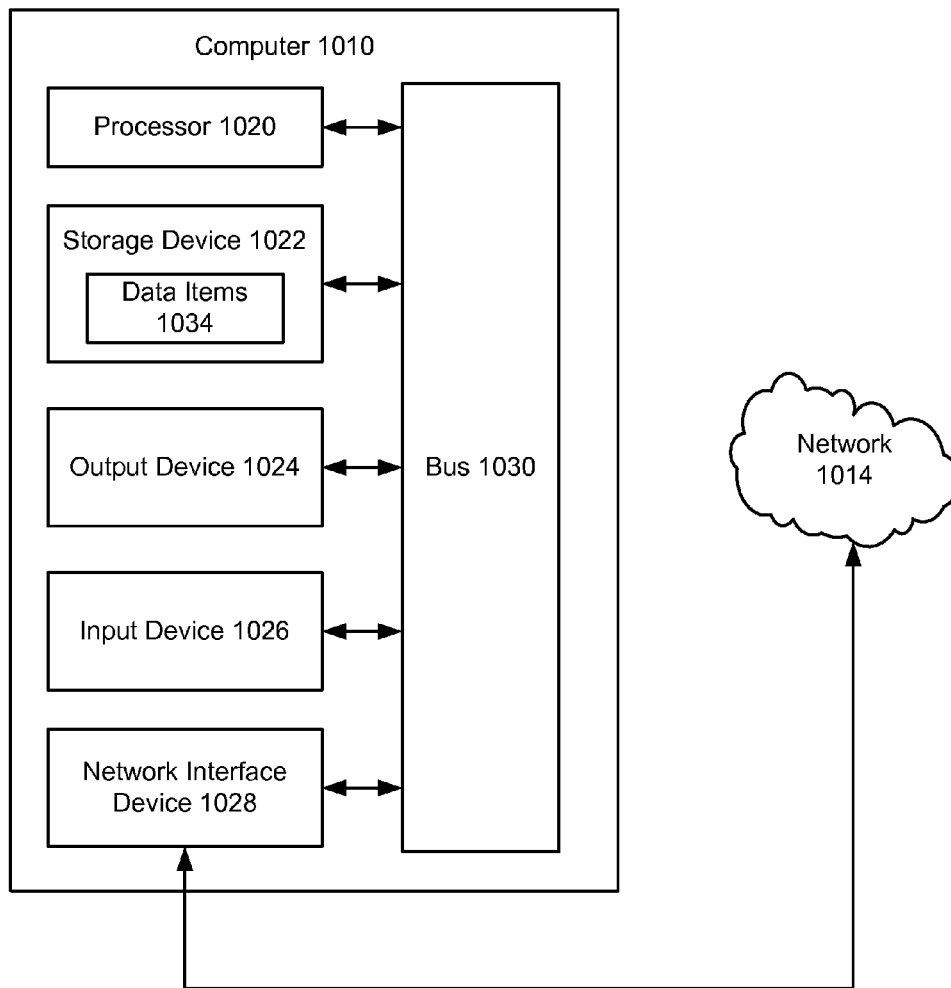 Computer 1010
Processor 1020
Storage Device 1022
Data Items
1034
Output Device 1024
Input Device 1026
Network Interface
Device 1028
Bus 1030
Network
1014